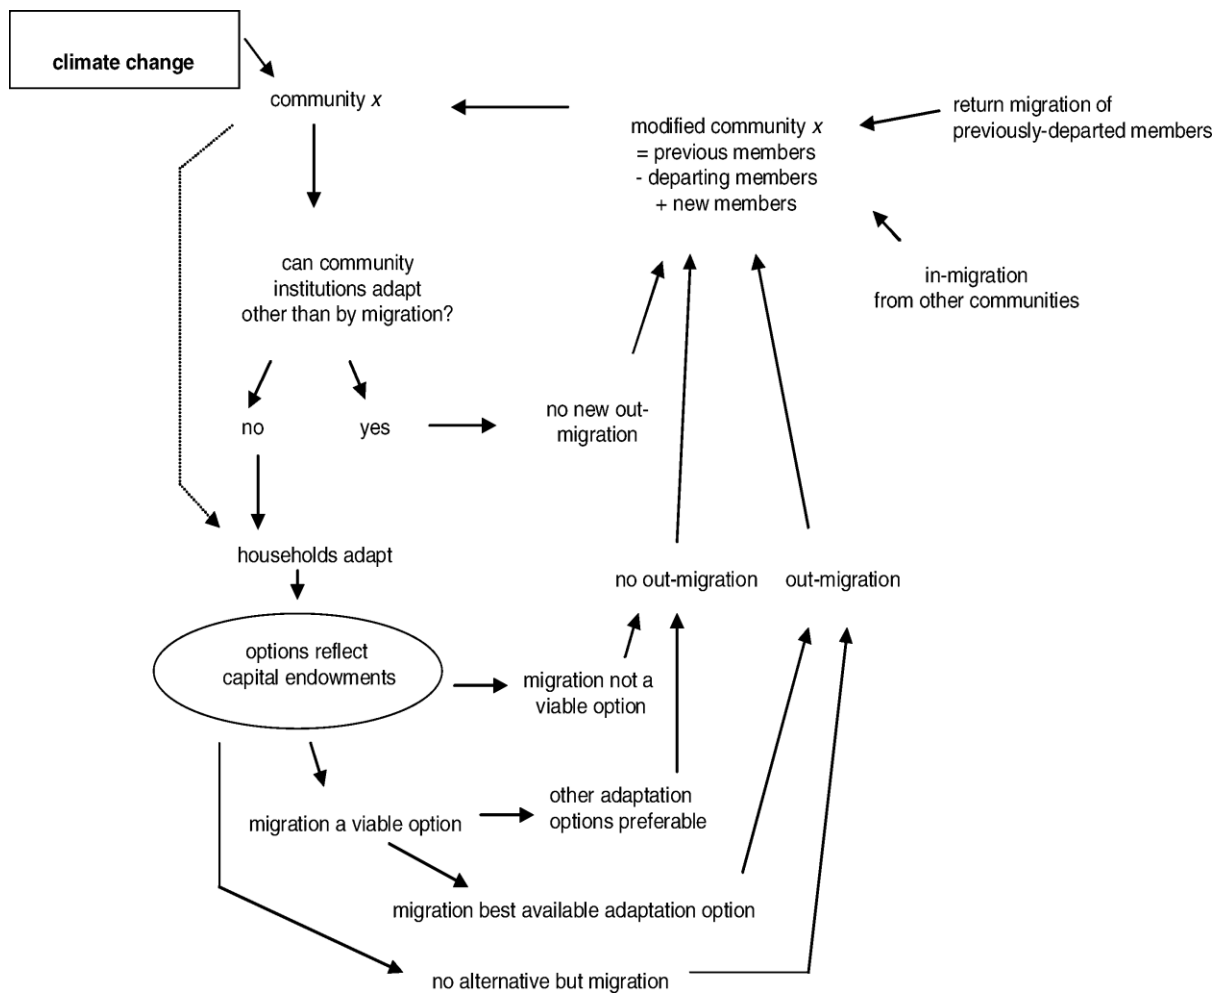 climate change
community x
return migration of
previously-departed members
modified community x
= previous members
- departing members
+ new members
can community
institutions adapt
other than by migration?
in-migration
from other communities
no
yes
no new out-
migration
households adapt
no out-migration
out-migration
options reflect
capital endowments
migration not a
viable option
other adaptation
options preferable
migration a viable option
migration best available adaptation option
no alternative but migration